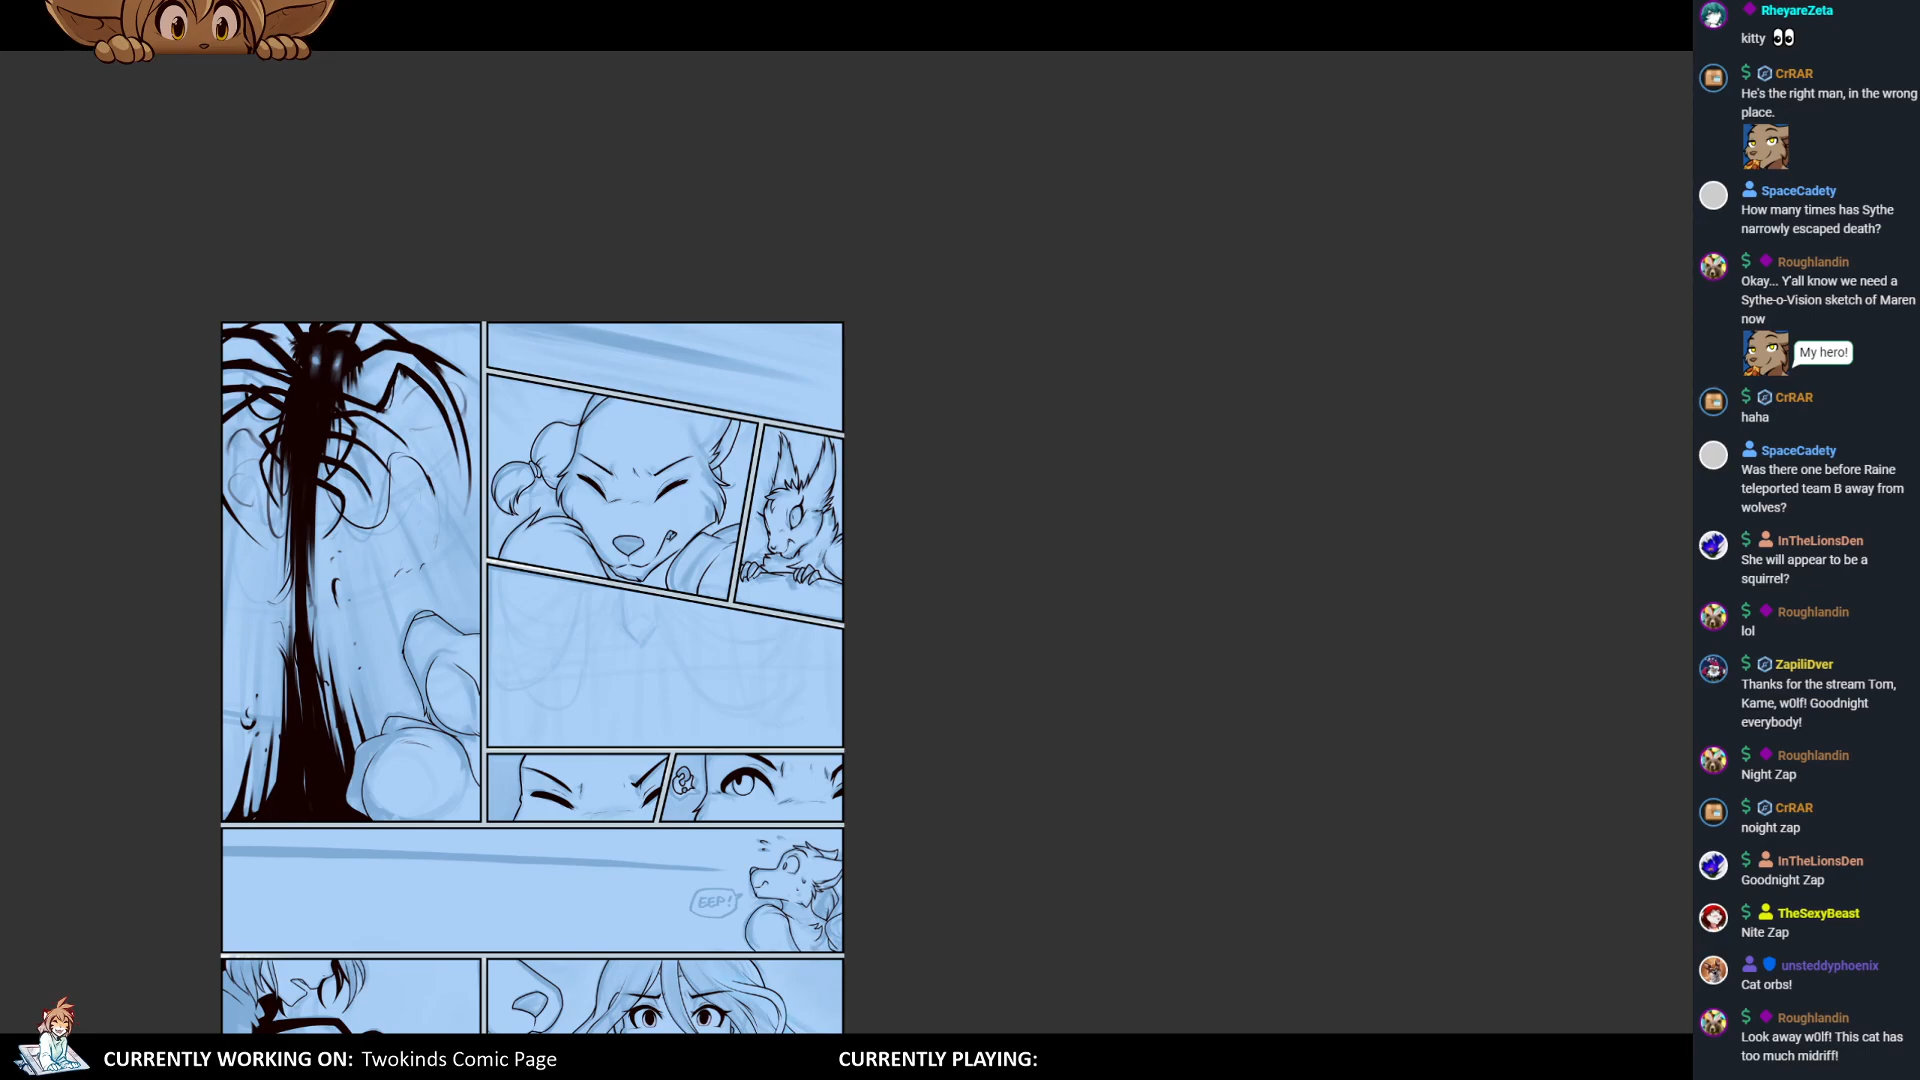 RheyareZeta
kitty
CrRAR
He's the right man, in the wrong
place.
SpaceCadety
How many times has Sythe
narrowly escaped death?
Roughlandin
Okay... Y'all know we need a
Sythe-o-Vision sketch of Maren
now
My hero!
CrRAR
haha
SpaceCadety
Was there one before Raine
teleported team B away from
wolves?
InTheLionsDen
She will appear to be a
squirrel?
Roughlandin
lol
ZapiliDver
Thanks for the stream Tom,
Kame, w0lf! Goodnight
everybody!
Roughlandin
Night Zap
CrRAR
noight zap
InTheLionsDen
Goodnight Zap
TheSexyBeast
Nite Zap
unsteddyphoenix
Cat orbs!
Roughlandin
Look away w0lf! This cat has
too much midriff!
?
EEP!
CURRENTLY WORKING ON: Twokinds Comic Page
CURRENTLY PLAYING: